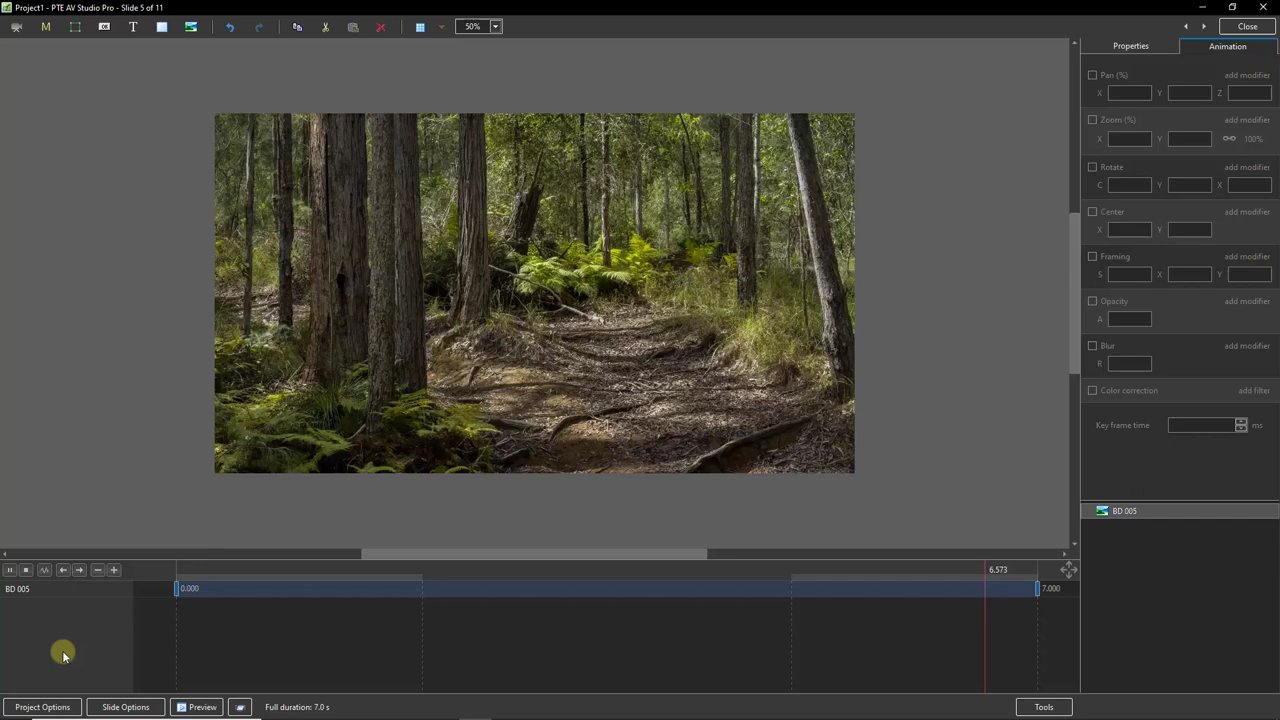 Project1 - PTE AV Studio Pro - Slide 5 of 11
M OK T 50% Close
Properties Animation
Pan (%) add modifier
X Y Z
Zoom (%) add modifier
X Y 100%
Rotate add modifier
C Y X
Center add modifier
X Y
Framing add modifier
S X Y
Opacity add modifier
A
Blur add modifier
R
Color correction add filter
Key frame time ms
BD 005
6.573
BD 005 0.000 7.000
Project Options Slide Options Preview Full duration: 7.0 s Tools